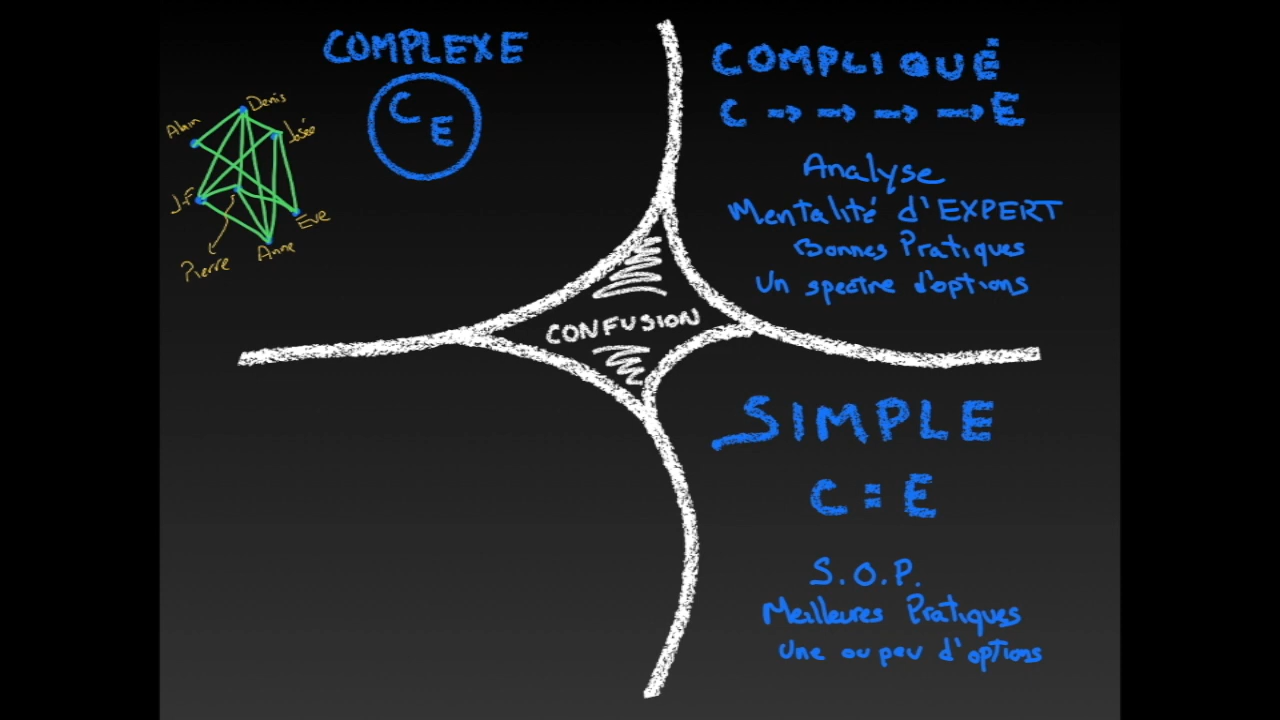 COMPLEXE
C
E
Denis
Alain
Josée
J-F
Eve
Anne
Pierre
COMPLIQUÉ
C → → → → E
Analyse
Mentalité d'EXPERT
Bonnes Pratiques
Un spectre d'options
CONFUSION
SIMPLE
C = E
S.O.P.
Meilleures Pratiques
Une ou peu d'options